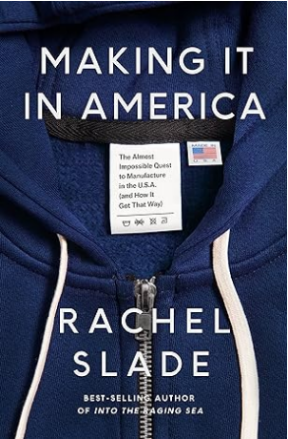 MAKING IT
IN AMERICA
The Almost
Impossible Quest
to Manufacture
in the U.S.A.
(and How It
Got That Way)
MADE IN
RACHEL
SLADE
BEST-SELLING AUTHOR
OF INTO THE RAGING SEA